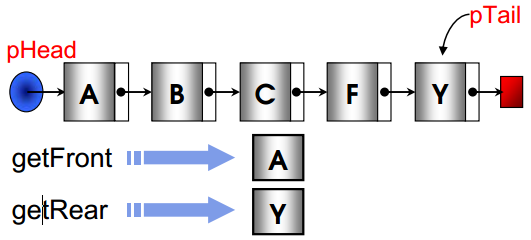 pHead
pTail
A B C F Y
getFront A
getRear Y